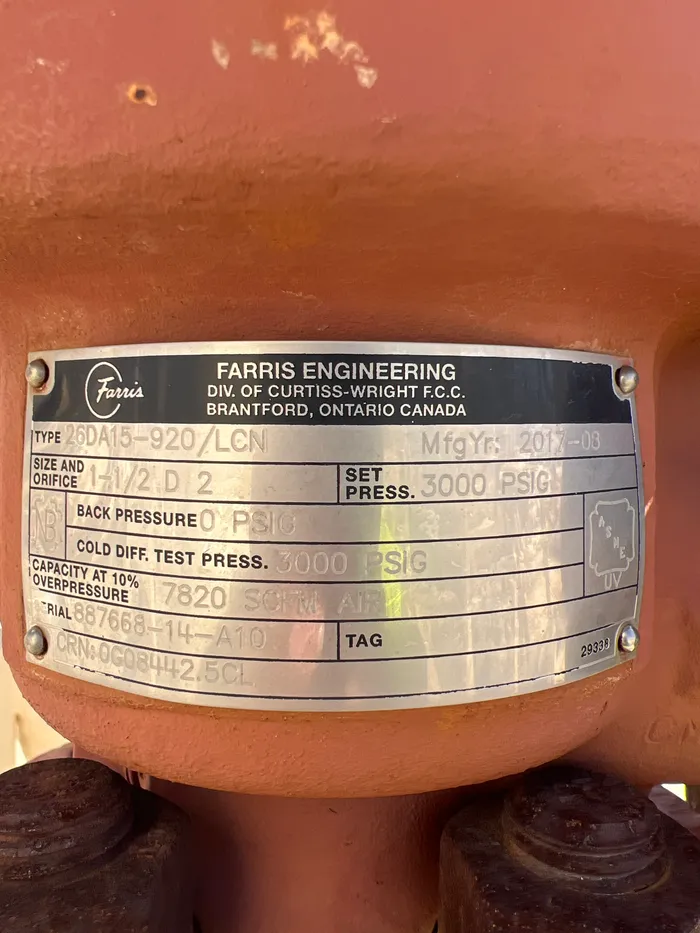 Farris
FARRIS ENGINEERING
DIV. OF CURTISS-WRIGHT F.C.C.
BRANTFORD, ONTARIO CANADA
TYPE 26DA15-920/LCN MfgYr: 2017-08
SIZE AND ORIFICE 1-1/2 D 2
SET PRESS. 3000 PSIG
NB
BACK PRESSURE 0 PSIG
COLD DIFF. TEST PRESS. 3000 PSIG
ASME
UV
CAPACITY AT 10% OVERPRESSURE 7820 SCFM AIR
RIAL 887668-14-A10
TAG
CRN: 0G08442.5CL
29338